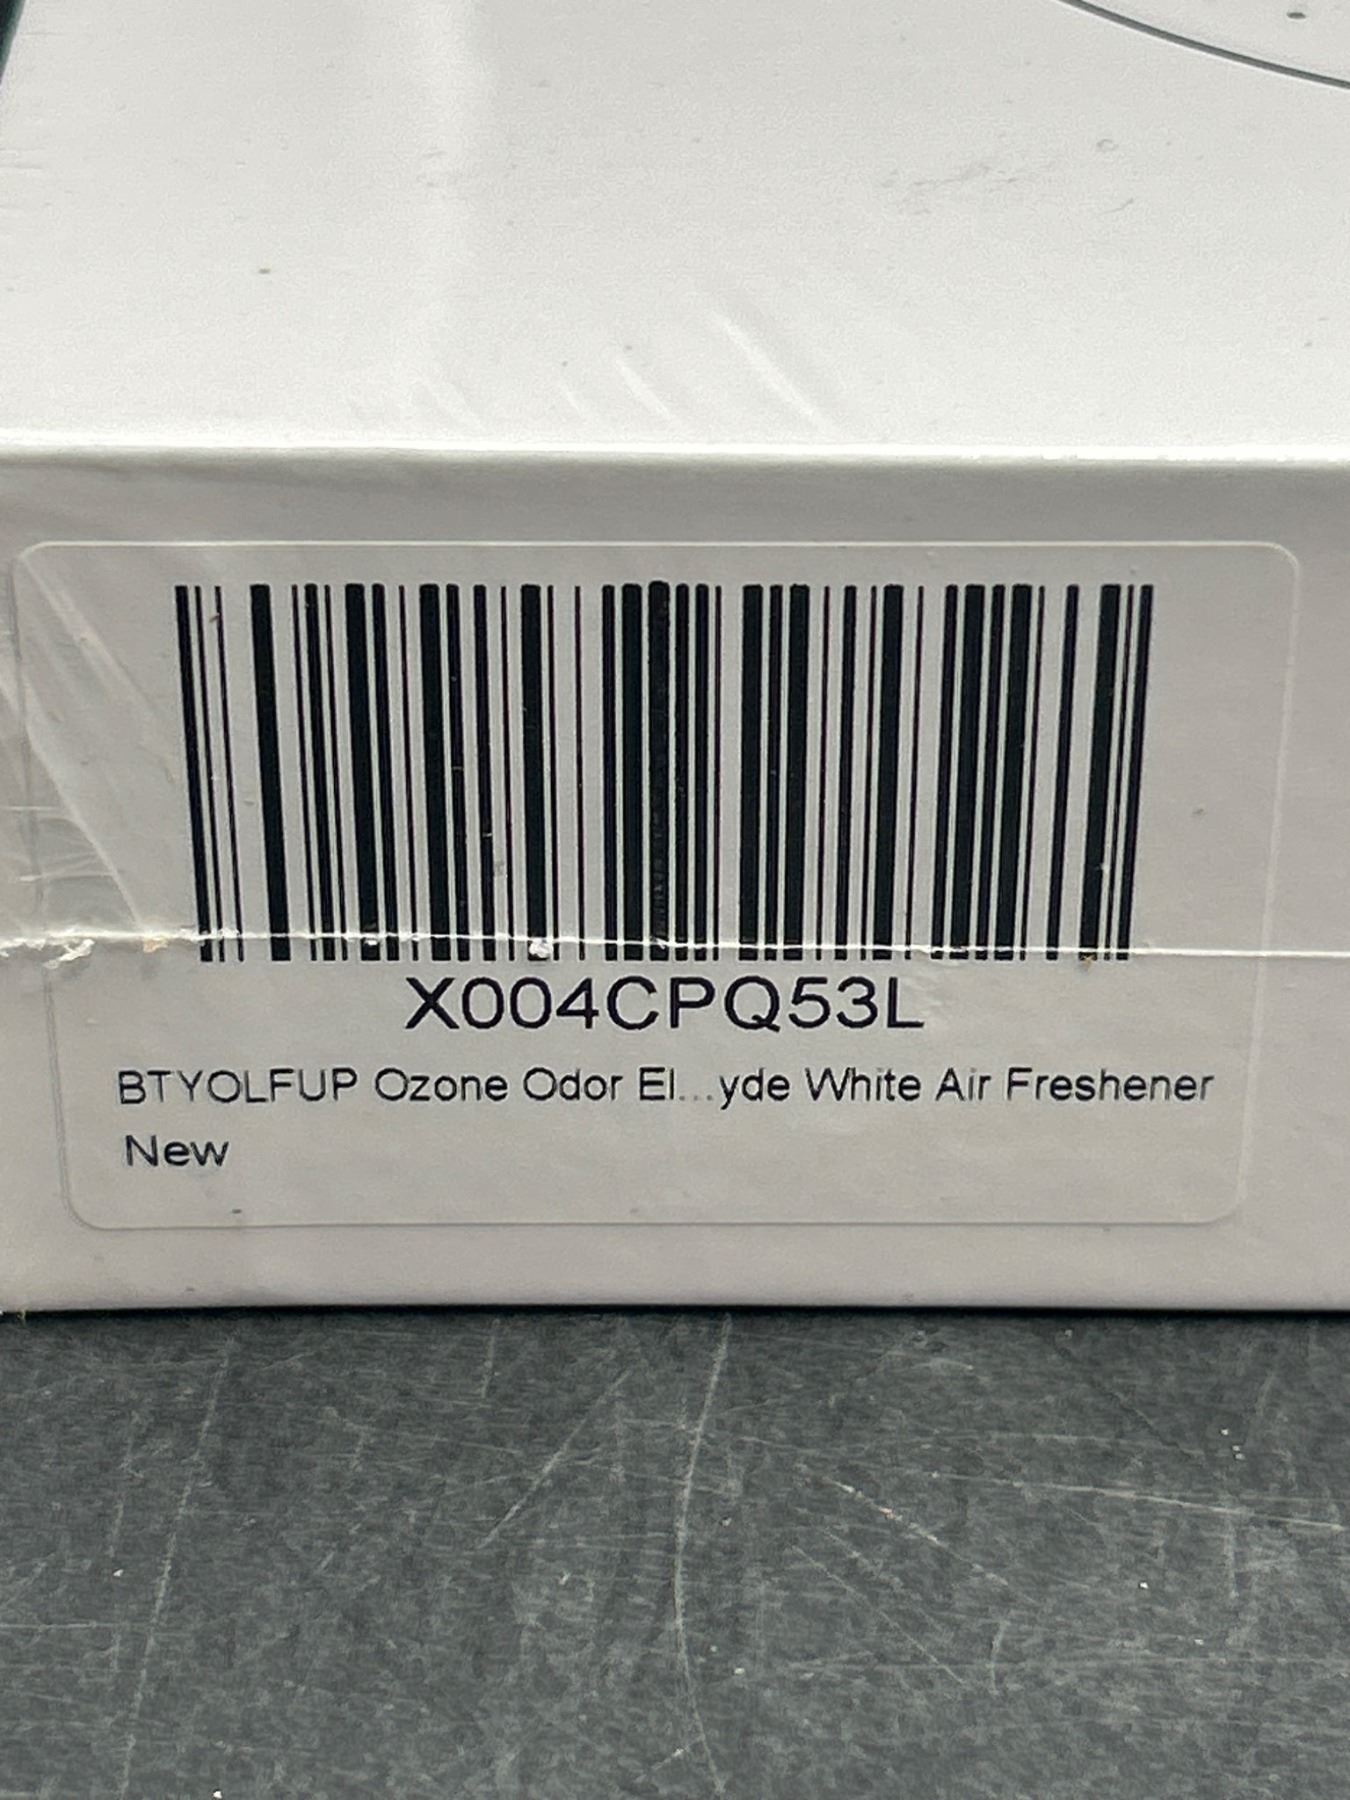 X004CPQ53L
BTYOLFUP Ozone Odor El...yde White Air Freshener
New